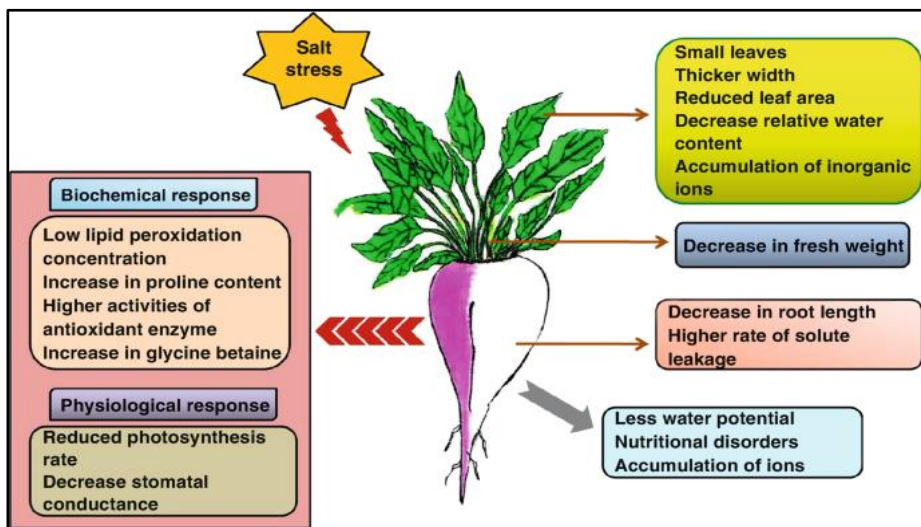 Salt
stress
Small leaves
Thicker width
Reduced leaf area
Decrease relative water
content
Accumulation of inorganic
ions
Biochemical response
Low lipid peroxidation
concentration
Increase in proline content
Higher activities of
antioxidant enzyme
Increase in glycine betaine
Physiological response
Reduced photosynthesis
rate
Decrease stomatal
conductance
Decrease in fresh weight
Decrease in root length
Higher rate of solute
leakage
Less water potential
Nutritional disorders
Accumulation of ions